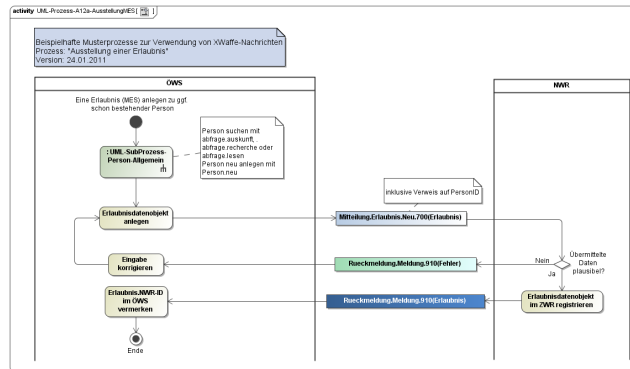 activity UML-Prozess-A12a-AusstellungMES [ ]
Beispielhafte Musterprozesse zur Verwendung von XWaffe-Nachrichten
Prozess: "Ausstellung einer Erlaubnis"
Version: 24.01.2011
ÖWS
NWR
Eine Erlaubnis (MES) anlegen zu ggf.
schon bestehender Person
: UML-SubProzess-
Person-Allgemein
Person suchen mit
abfrage.auskunft, .
abfrage.recherche oder
abfrage.lesen
Person neu anlegen mit
Person.neu
inklusive Verweis auf PersonID
Erlaubnisdatenobjekt
anlegen
Mitteilung.Erlaubnis.Neu.700(Erlaubnis)
Eingabe
korrigieren
Rueckmeldung.Meldung.910(Fehler)
Nein
Übermittelte
Daten
plausibel?
Ja
Erlaubnis.NWR-ID
im ÖWS
vermerken
Rueckmeldung.Meldung.910(Erlaubnis)
Erlaubnisdatenobjekt
im ZWR registrieren
Ende